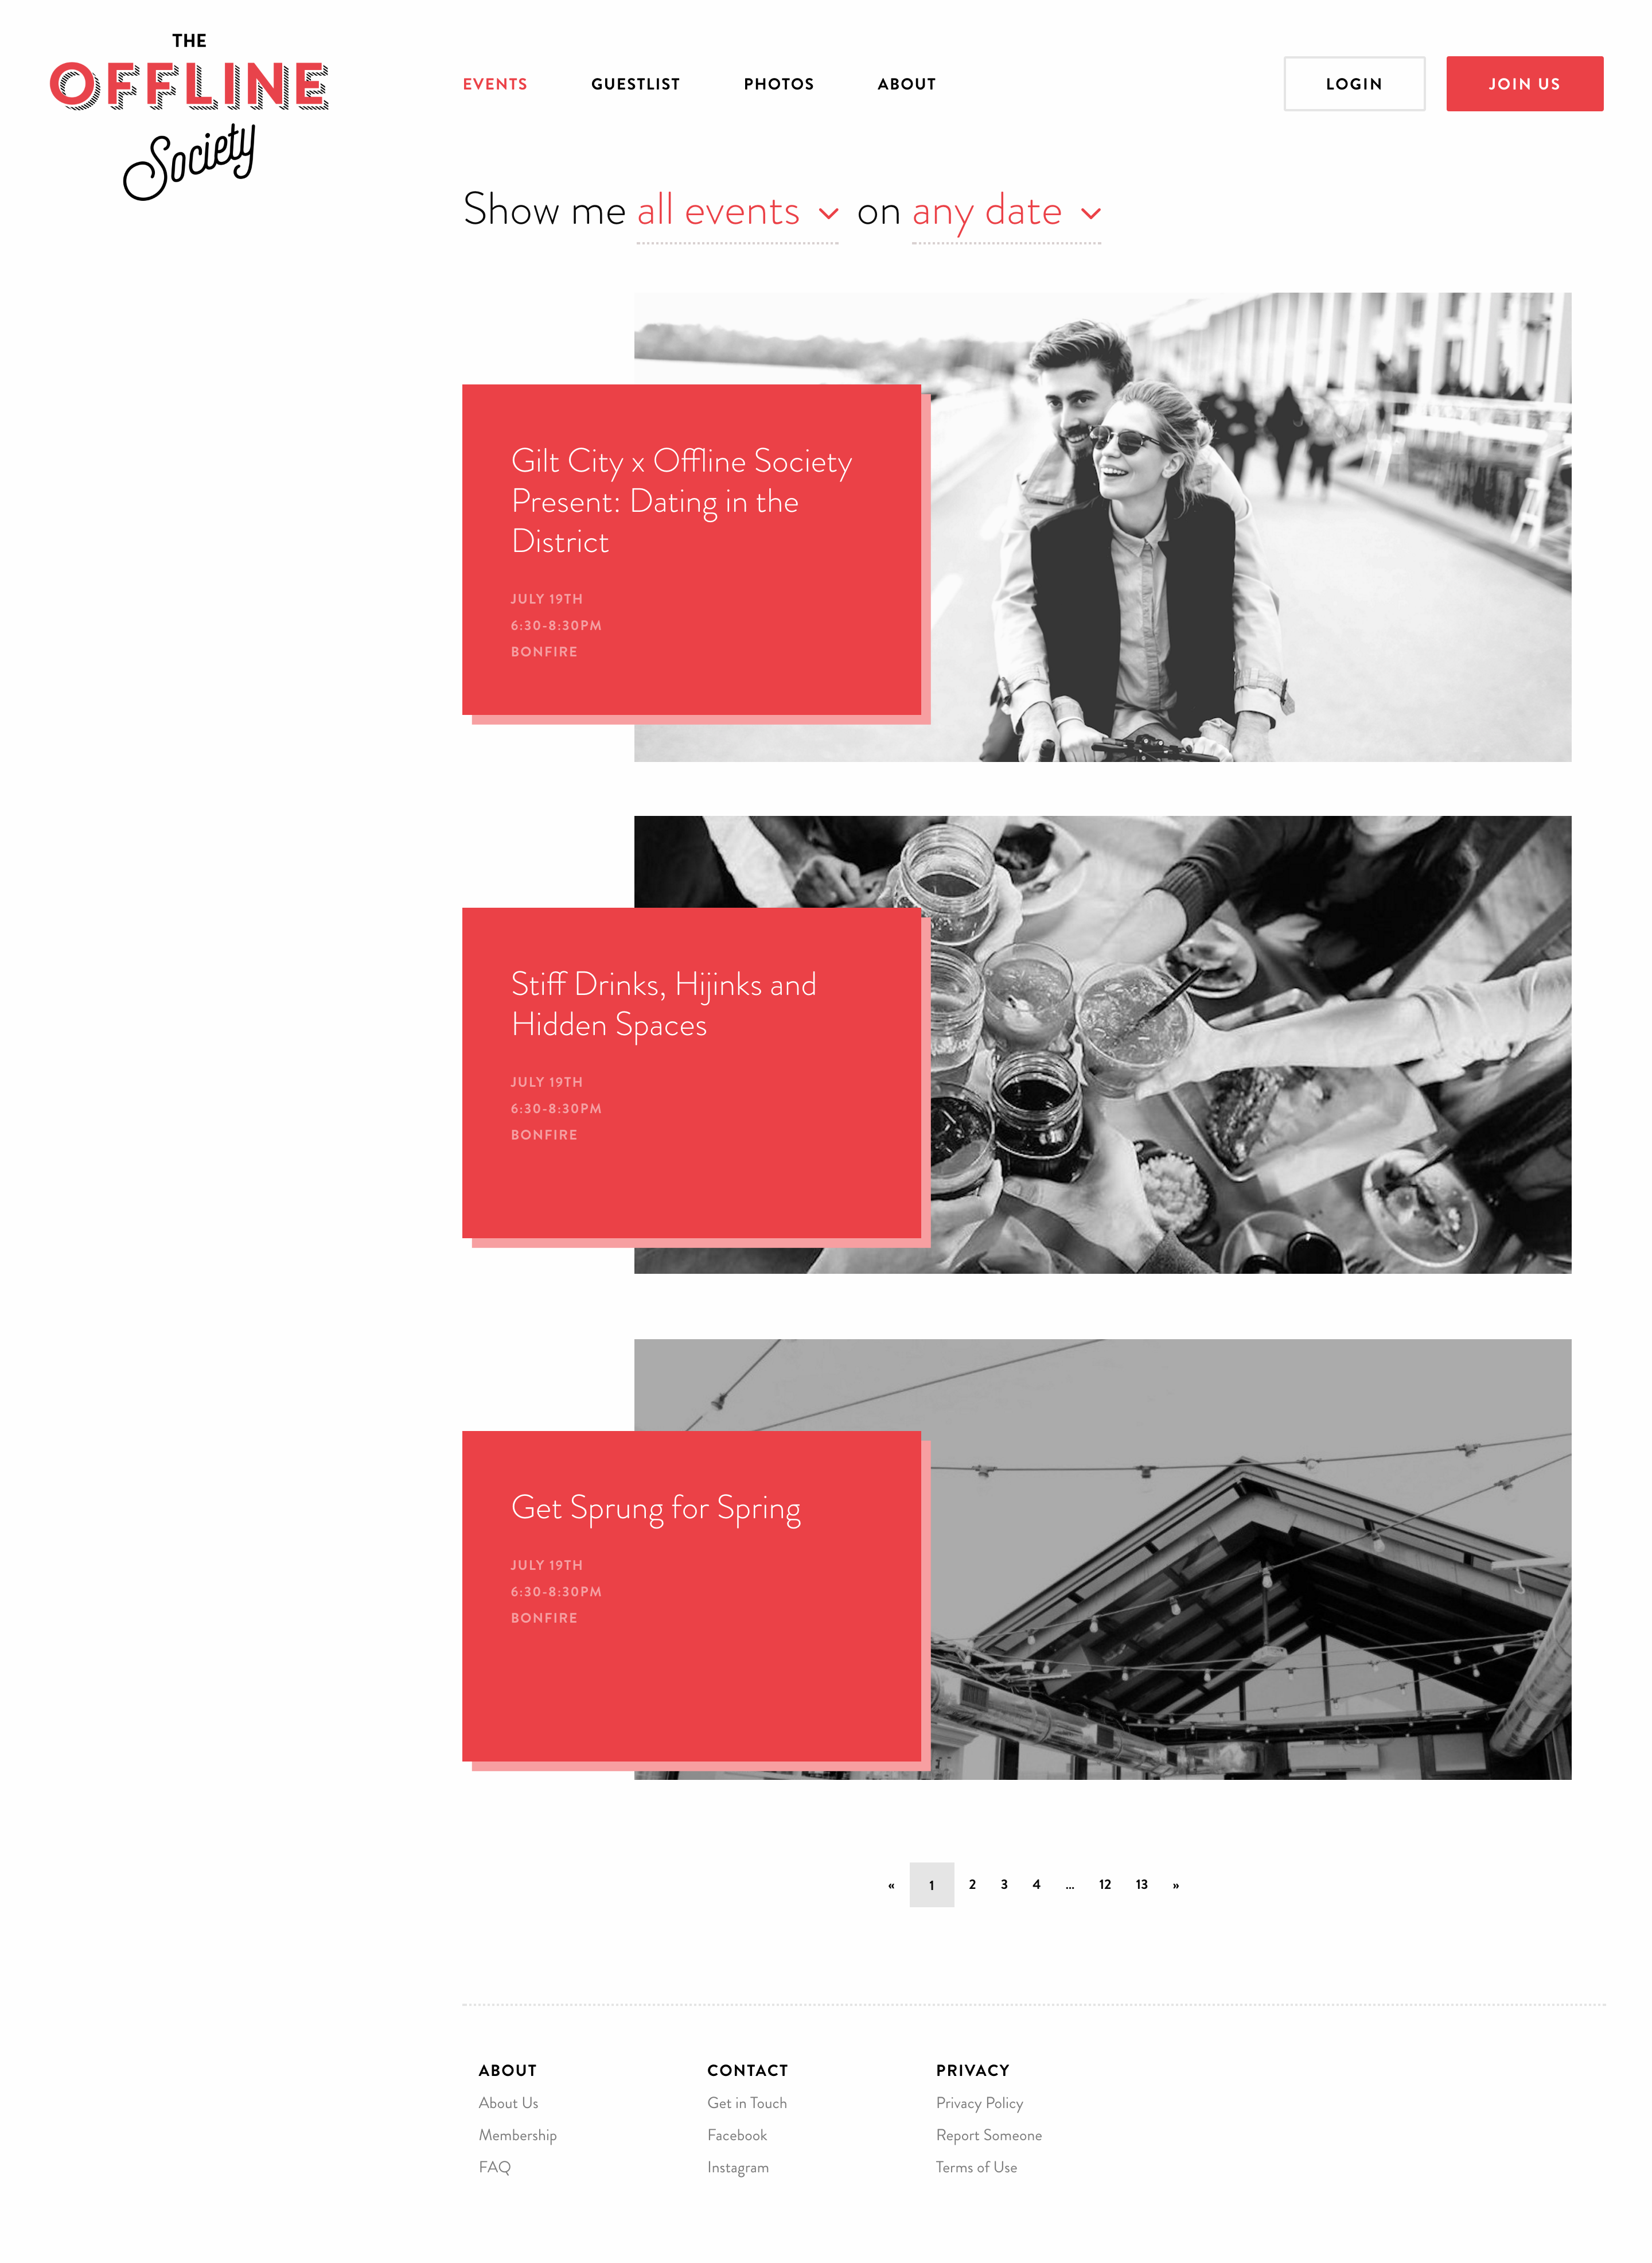 THE
OFFLINE
Society
EVENTS GUESTLIST PHOTOS ABOUT LOGIN JOIN US
Show me all events on any date
Gilt City x Offline Society
Present: Dating in the
District
JULY 19TH
6:30-8:30PM
BONFIRE
Stiff Drinks, Hijinks and
Hidden Spaces
JULY 19TH
6:30-8:30PM
BONFIRE
Get Sprung for Spring
JULY 19TH
6:30-8:30PM
BONFIRE
« 1 2 3 4 ... 12 13 »
ABOUT CONTACT PRIVACY
About Us Get in Touch Privacy Policy
Membership Facebook Report Someone
FAQ Instagram Terms of Use